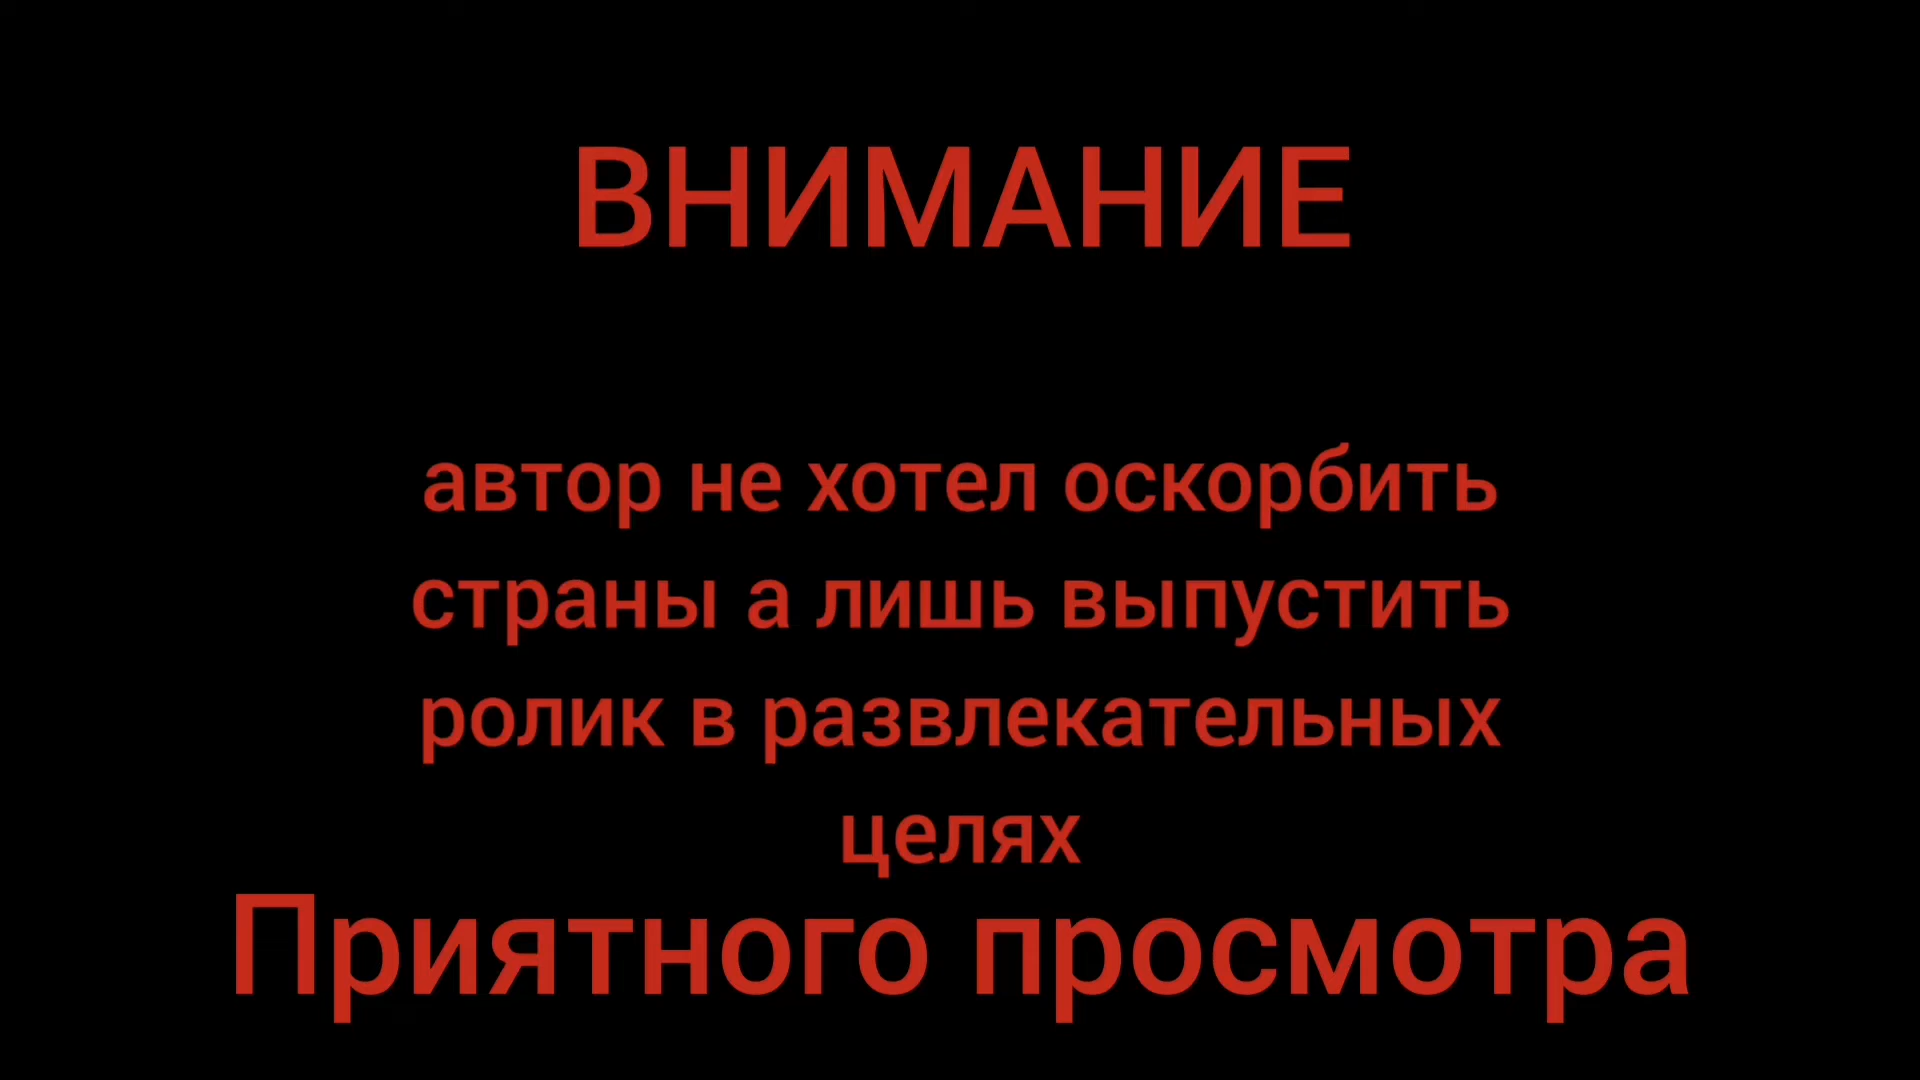 ВНИМАНИЕ
автор не хотел оскорбить
страны а лишь выпустить
ролик в развлекательных
целях
Приятного просмотра